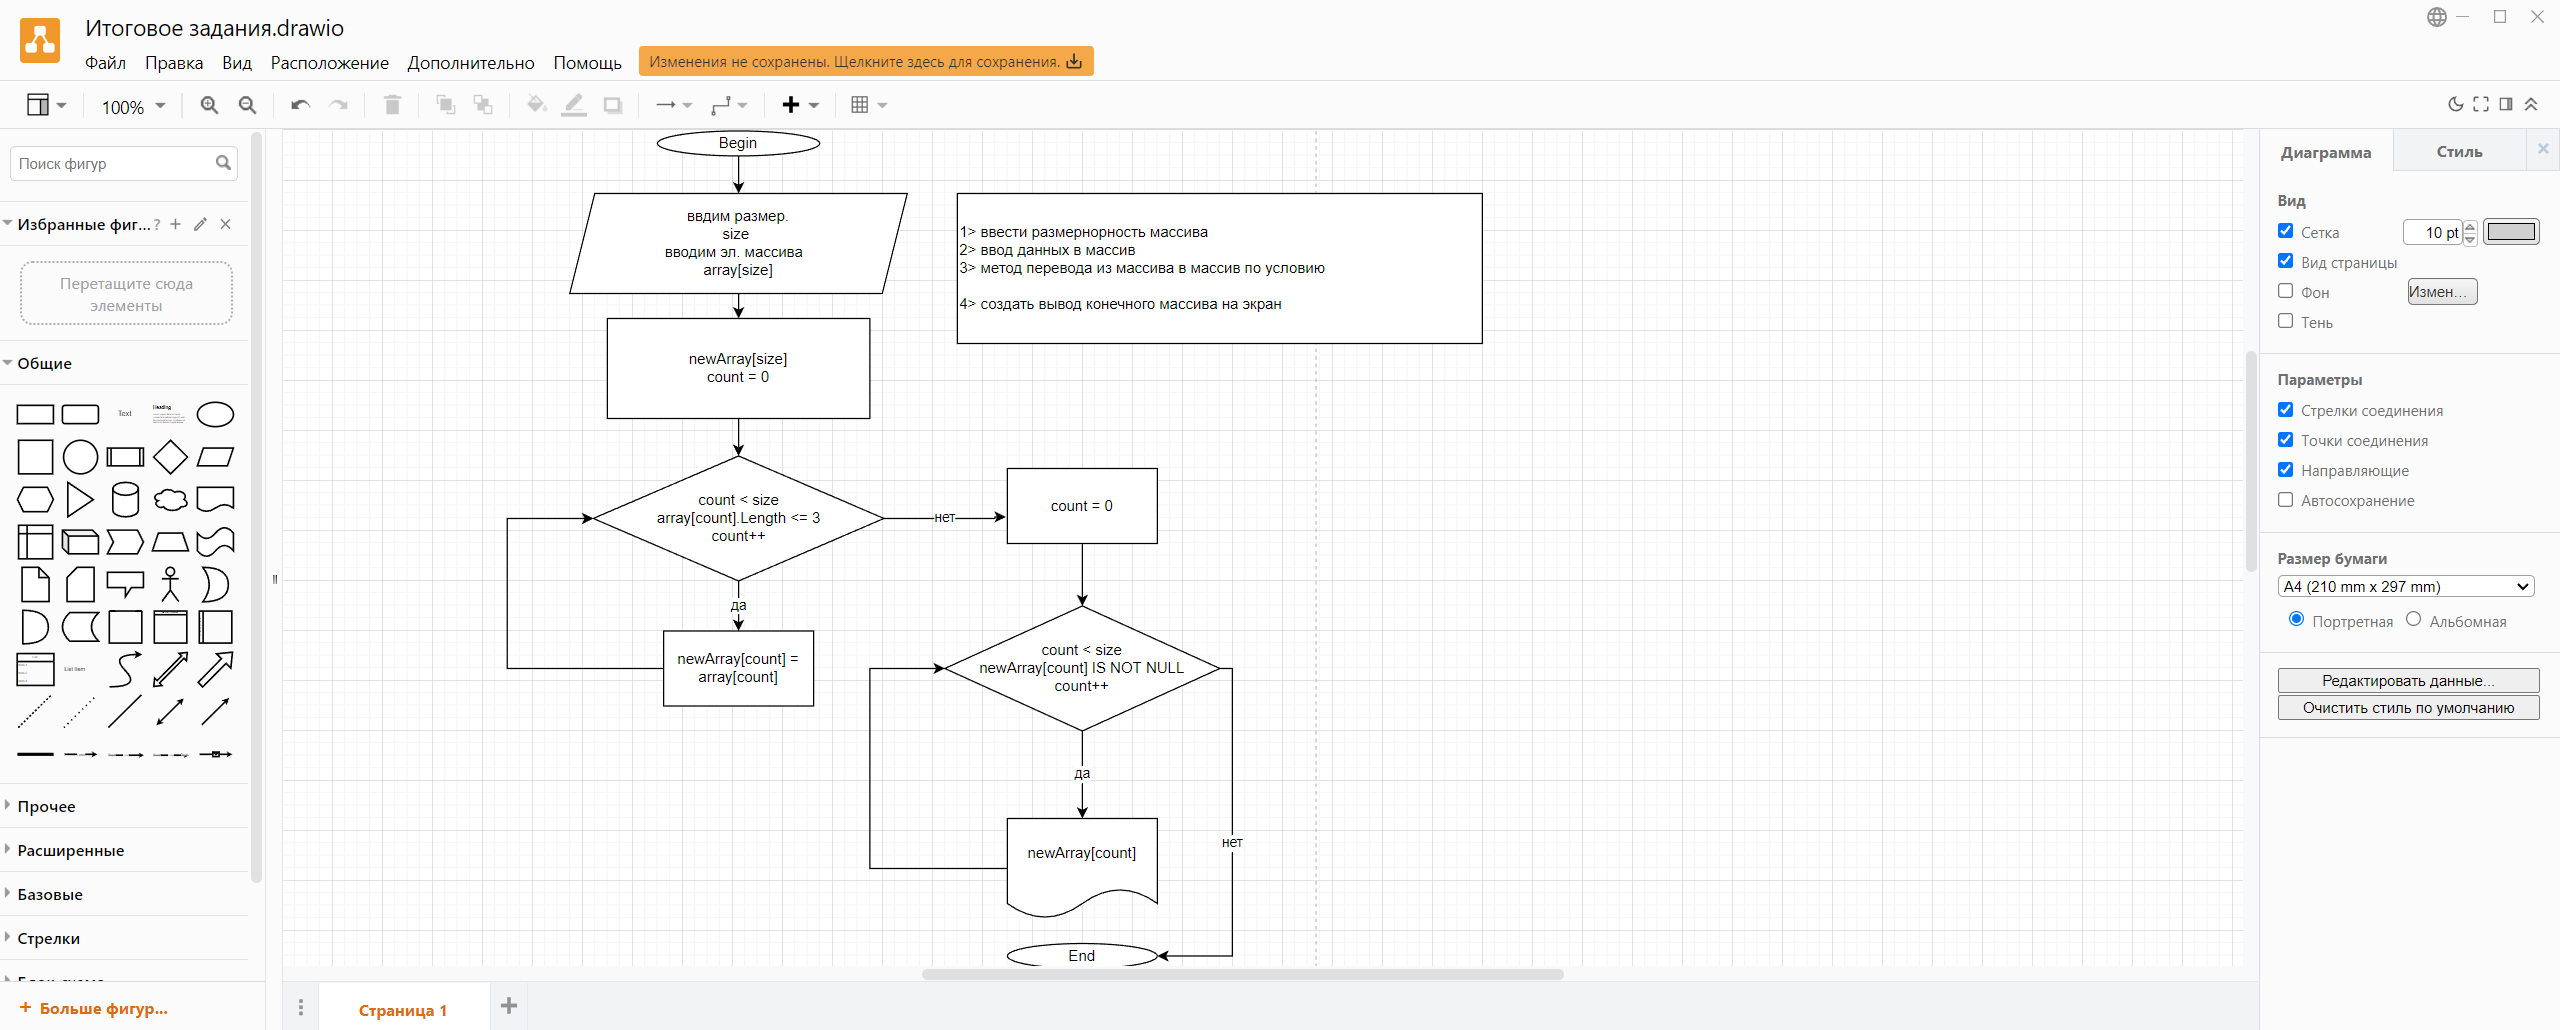 Итоговое задания.drawio
Файл Правка Вид Расположение Дополнительно Помощь
Изменения не сохранены. Щелкните здесь для сохранения.
100%
Поиск фигур
Избранные фиг... ?
Перетащите сюда
элементы
Общие
Text
Heading
List Item
Прочее
Расширенные
Базовые
Стрелки
+ Больше фигур...
Begin
ввдим размер.
size
вводим эл. массива
array[size]
newArray[size]
count = 0
count < size
array[count].Length <= 3
count++
да
newArray[count] =
array[count]
нет
count = 0
count < size
newArray[count] IS NOT NULL
count++
да
newArray[count]
нет
End
1> ввести размернорность массива
2> ввод данных в массив
3> метод перевода из массива в массив по условию
4> создать вывод конечного массива на экран
Страница 1
Диаграмма
Стиль
Вид
Сетка
10 pt
Вид страницы
Фон
Измен...
Тень
Параметры
Стрелки соединения
Точки соединения
Направляющие
Автосохранение
Размер бумаги
A4 (210 mm x 297 mm)
Портретная Альбомная
Редактировать данные...
Очистить стиль по умолчанию